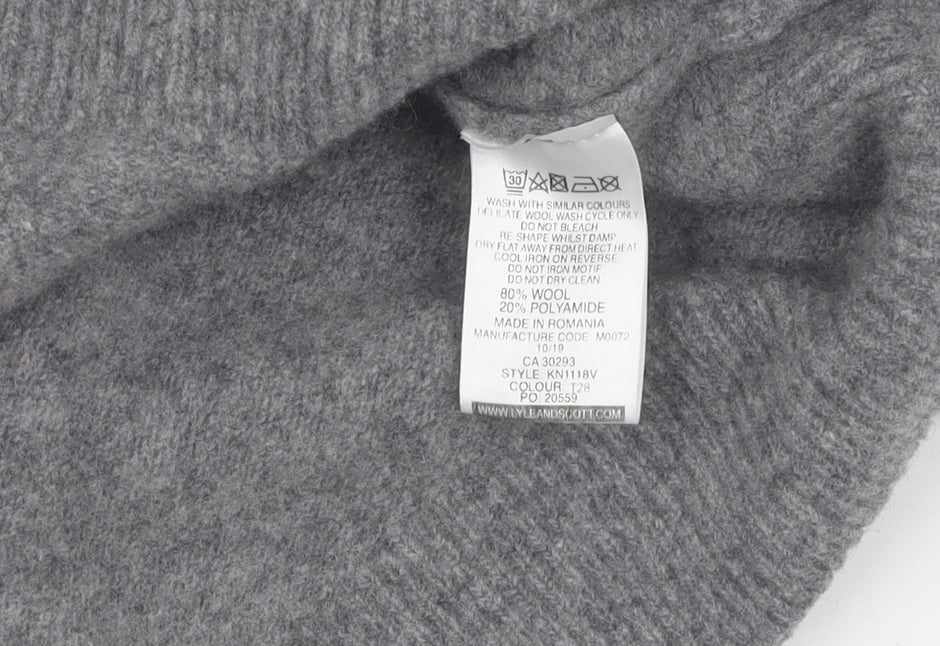 30
WASH WITH SIMILAR COLOURS
DELICATE WOOL WASH CYCLE ONLY
DO NOT BLEACH
RE-SHAPE WHILST DAMP
DRY FLAT AWAY FROM DIRECT HEAT
COOL IRON ON REVERSE
DO NOT IRON MOTIF
DO NOT DRY CLEAN
80% WOOL
20% POLYAMIDE
MADE IN ROMANIA
MANUFACTURE CODE: M0072
10/19
CA 30293
STYLE: KN1118V
COLOUR: T28
PO: 20559
WWW.LYLEANDSCOTT.COM